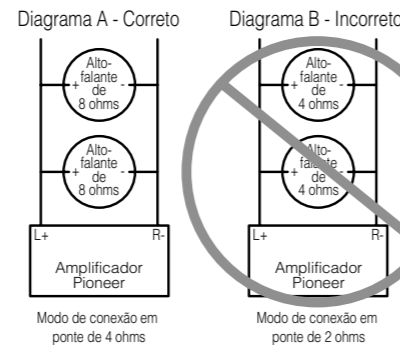 Diagrama A - Correto
Alto-
falante
de
+ -
8 ohms
Alto-
falante
+ de -
8 ohms
L+ R-
Amplificador
Pioneer
Modo de conexão em
ponte de 4 ohms
Diagrama B - Incorreto
Alto-
falante
+ de -
4 ohms
Alto-
falante
+ de -
4 ohms
L+ R-
Amplificador
Pioneer
Modo de conexão em
ponte de 2 ohms